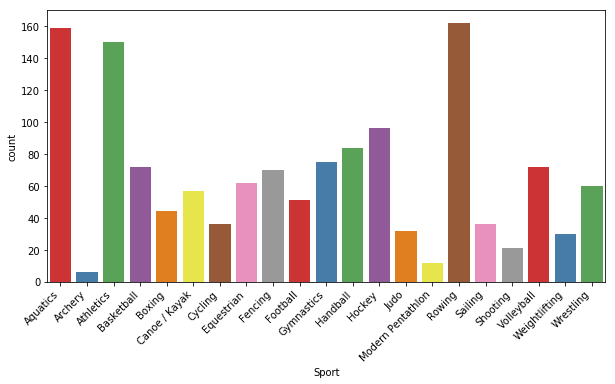 160
140
120
100
80
60
40
20
0
count
Aquatics
Archery
Athletics
Basketball
Boxing
Canoe / Kayak
Cycling
Equestrian
Fencing
Football
Gymnastics
Handball
Hockey
Judo
Modern Pentathlon
Rowing
Sailing
Shooting
Volleyball
Weightlifting
Wrestling
Sport